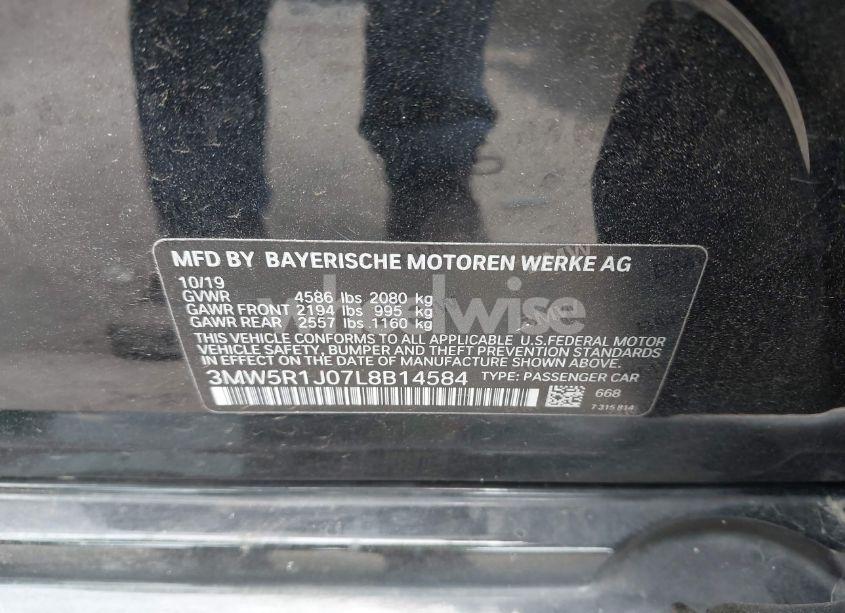 MFD BY BAYERISCHE MOTOREN WERKE AG
10/19
GVWR 4586 lbs 2080 kg
GAWR FRONT 2194 lbs 995 kg
GAWR REAR 2557 lbs 1160 kg
THIS VEHICLE CONFORMS TO ALL APPLICABLE U.S.FEDERAL MOTOR
VEHICLE SAFETY, BUMPER AND THEFT PREVENTION STANDARDS
IN EFFECT ON THE DATE OF MANUFACTURE SHOWN ABOVE.
3MW5R1J07L8B14584 TYPE: PASSENGER CAR
668
7 315 814
wheelwise